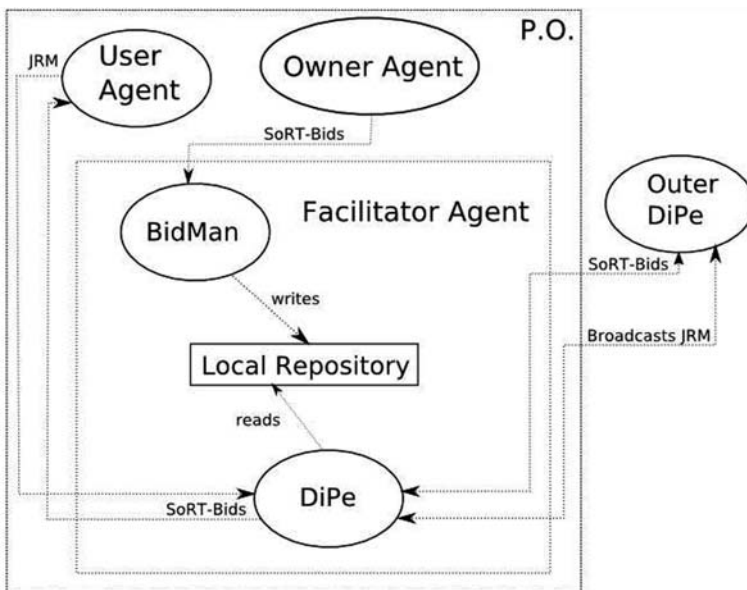 P.O.
JRM
User
Agent
Owner Agent
SoRT-Bids
Facilitator Agent
BidMan
Outer
DiPe
SoRT-Bids
writes
Broadcasts JRM
Local Repository
reads
DiPe
SoRT-Bids